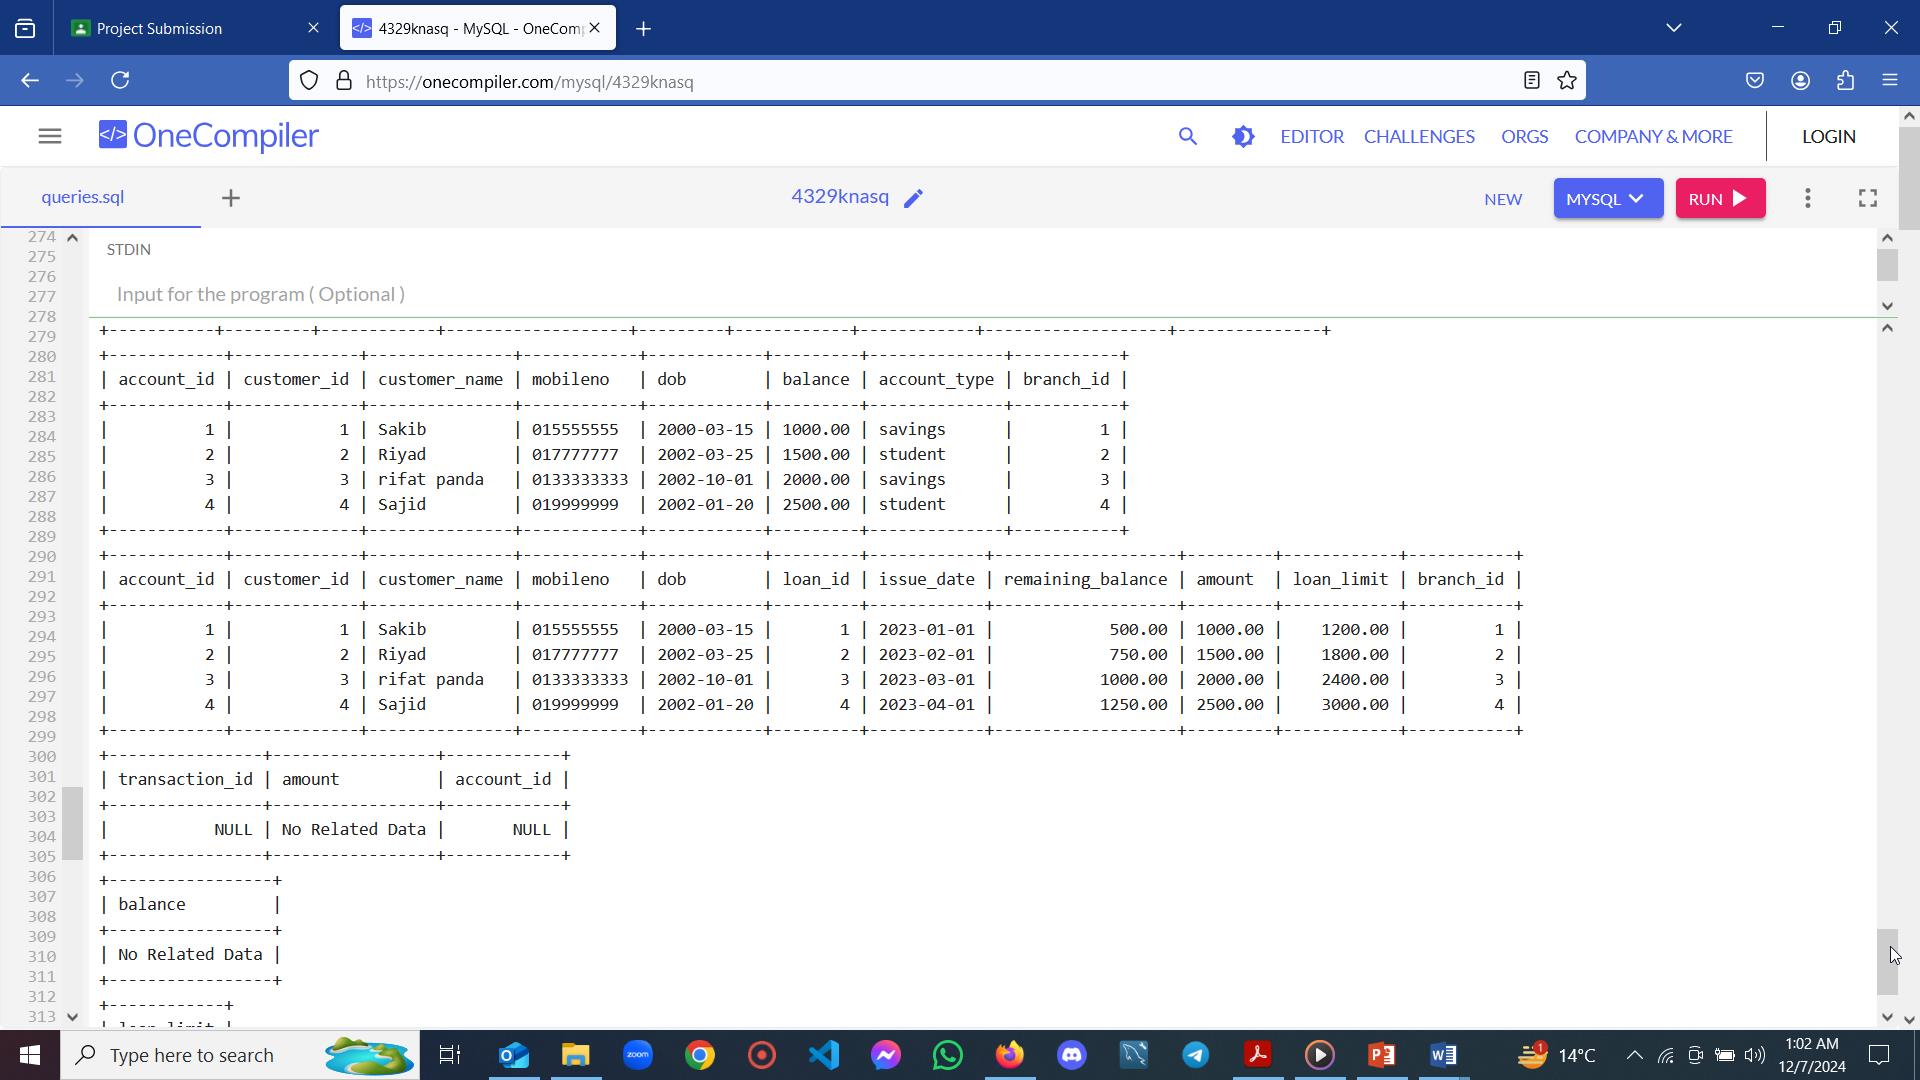 Project Submission
4329knasq - MySQL - OneComp
https://onecompiler.com/mysql/4329knasq
</> OneCompiler
EDITOR CHALLENGES ORGS COMPANY & MORE LOGIN
queries.sql + 4329knasq NEW MYSQL RUN
274
275
276
277
278
279
280
281
282
283
284
285
286
287
288
289
290
291
292
293
294
295
296
297
298
299
300
301
302
303
304
305
306
307
308
309
310
311
312
313
STDIN
Input for the program ( Optional )
+-----------+---------+------------+-------------------+---------+------------+------------+-------------------+---------------+
+------------+-------------+---------------+------------+------------+---------+--------------+-----------+
| account_id | customer_id | customer_name | mobileno   | dob        | balance | account_type | branch_id |
+------------+-------------+---------------+------------+------------+---------+--------------+-----------+
|          1 |           1 | Sakib         | 015555555  | 2000-03-15 | 1000.00 | savings      |         1 |
|          2 |           2 | Riyad         | 017777777  | 2002-03-25 | 1500.00 | student      |         2 |
|          3 |           3 | rifat panda   | 0133333333 | 2002-10-01 | 2000.00 | savings      |         3 |
|          4 |           4 | Sajid         | 019999999  | 2002-01-20 | 2500.00 | student      |         4 |
+------------+-------------+---------------+------------+------------+---------+--------------+-----------+
+------------+-------------+---------------+------------+------------+---------+------------+-------------------+---------+------------+-----------+
| account_id | customer_id | customer_name | mobileno   | dob        | loan_id | issue_date | remaining_balance | amount  | loan_limit | branch_id |
+------------+-------------+---------------+------------+------------+---------+------------+-------------------+---------+------------+-----------+
|          1 |           1 | Sakib         | 015555555  | 2000-03-15 |       1 | 2023-01-01 |            500.00 | 1000.00 |    1200.00 |         1 |
|          2 |           2 | Riyad         | 017777777  | 2002-03-25 |       2 | 2023-02-01 |            750.00 | 1500.00 |    1800.00 |         2 |
|          3 |           3 | rifat panda   | 0133333333 | 2002-10-01 |       3 | 2023-03-01 |           1000.00 | 2000.00 |    2400.00 |         3 |
|          4 |           4 | Sajid         | 019999999  | 2002-01-20 |       4 | 2023-04-01 |           1250.00 | 2500.00 |    3000.00 |         4 |
+------------+-------------+---------------+------------+------------+---------+------------+-------------------+---------+------------+-----------+
+----------------+-----------------+------------+
| transaction_id | amount          | account_id |
+----------------+-----------------+------------+
|           NULL | No Related Data |       NULL |
+----------------+-----------------+------------+
+-----------------+
| balance         |
+-----------------+
| No Related Data |
+-----------------+
+------------+
| loan_limit |
Type here to search
zoom
1
14°C
1:02 AM
12/7/2024